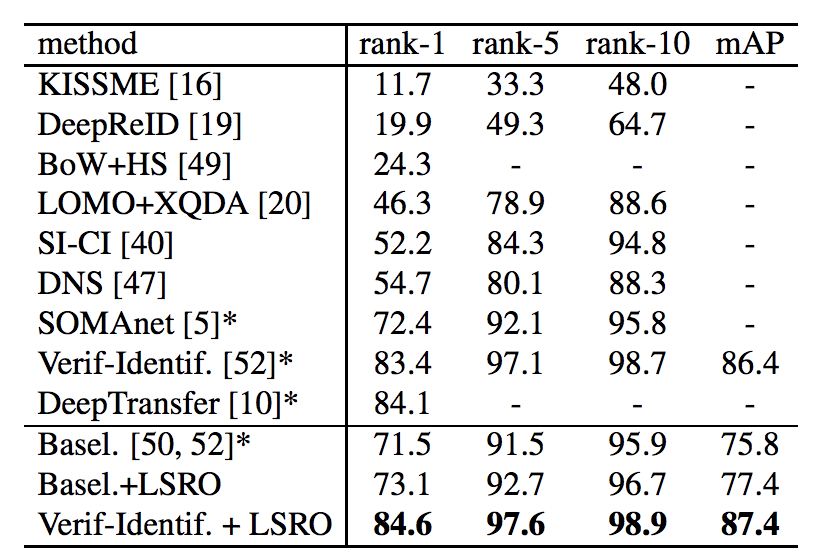 method rank-1 rank-5 rank-10 mAP
KISSME [16] 11.7 33.3 48.0 -
DeepReID [19] 19.9 49.3 64.7 -
BoW+HS [49] 24.3 - - -
LOMO+XQDA [20] 46.3 78.9 88.6 -
SI-CI [40] 52.2 84.3 94.8 -
DNS [47] 54.7 80.1 88.3 -
SOMAnet [5]* 72.4 92.1 95.8 -
Verif-Identif. [52]* 83.4 97.1 98.7 86.4
DeepTransfer [10]* 84.1 - - -
Basel. [50, 52]* 71.5 91.5 95.9 75.8
Basel.+LSRO 73.1 92.7 96.7 77.4
Verif-Identif. + LSRO 84.6 97.6 98.9 87.4